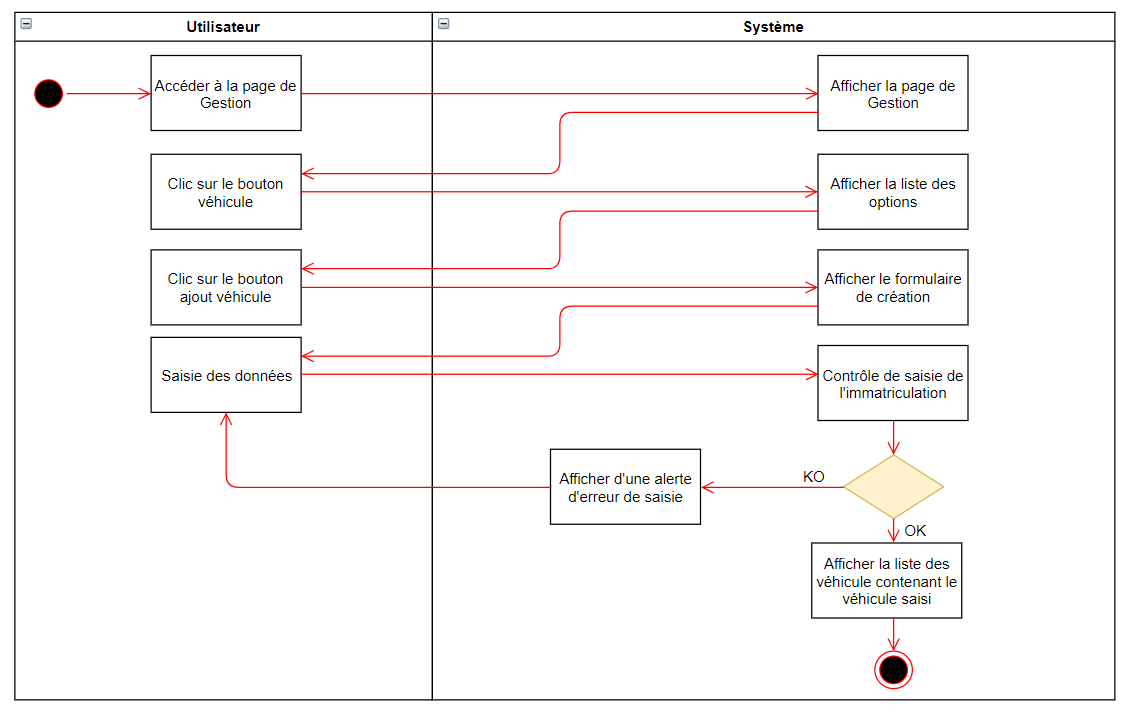 Utilisateur
Système
Accéder à la page de
Gestion
Afficher la page de
Gestion
Clic sur le bouton
véhicule
Afficher la liste des
options
Clic sur le bouton
ajout véhicule
Afficher le formulaire
de création
Saisie des données
Contrôle de saisie de
l'immatriculation
Afficher d'une alerte
d'erreur de saisie
KO
OK
Afficher la liste des
véhicule contenant le
véhicule saisi